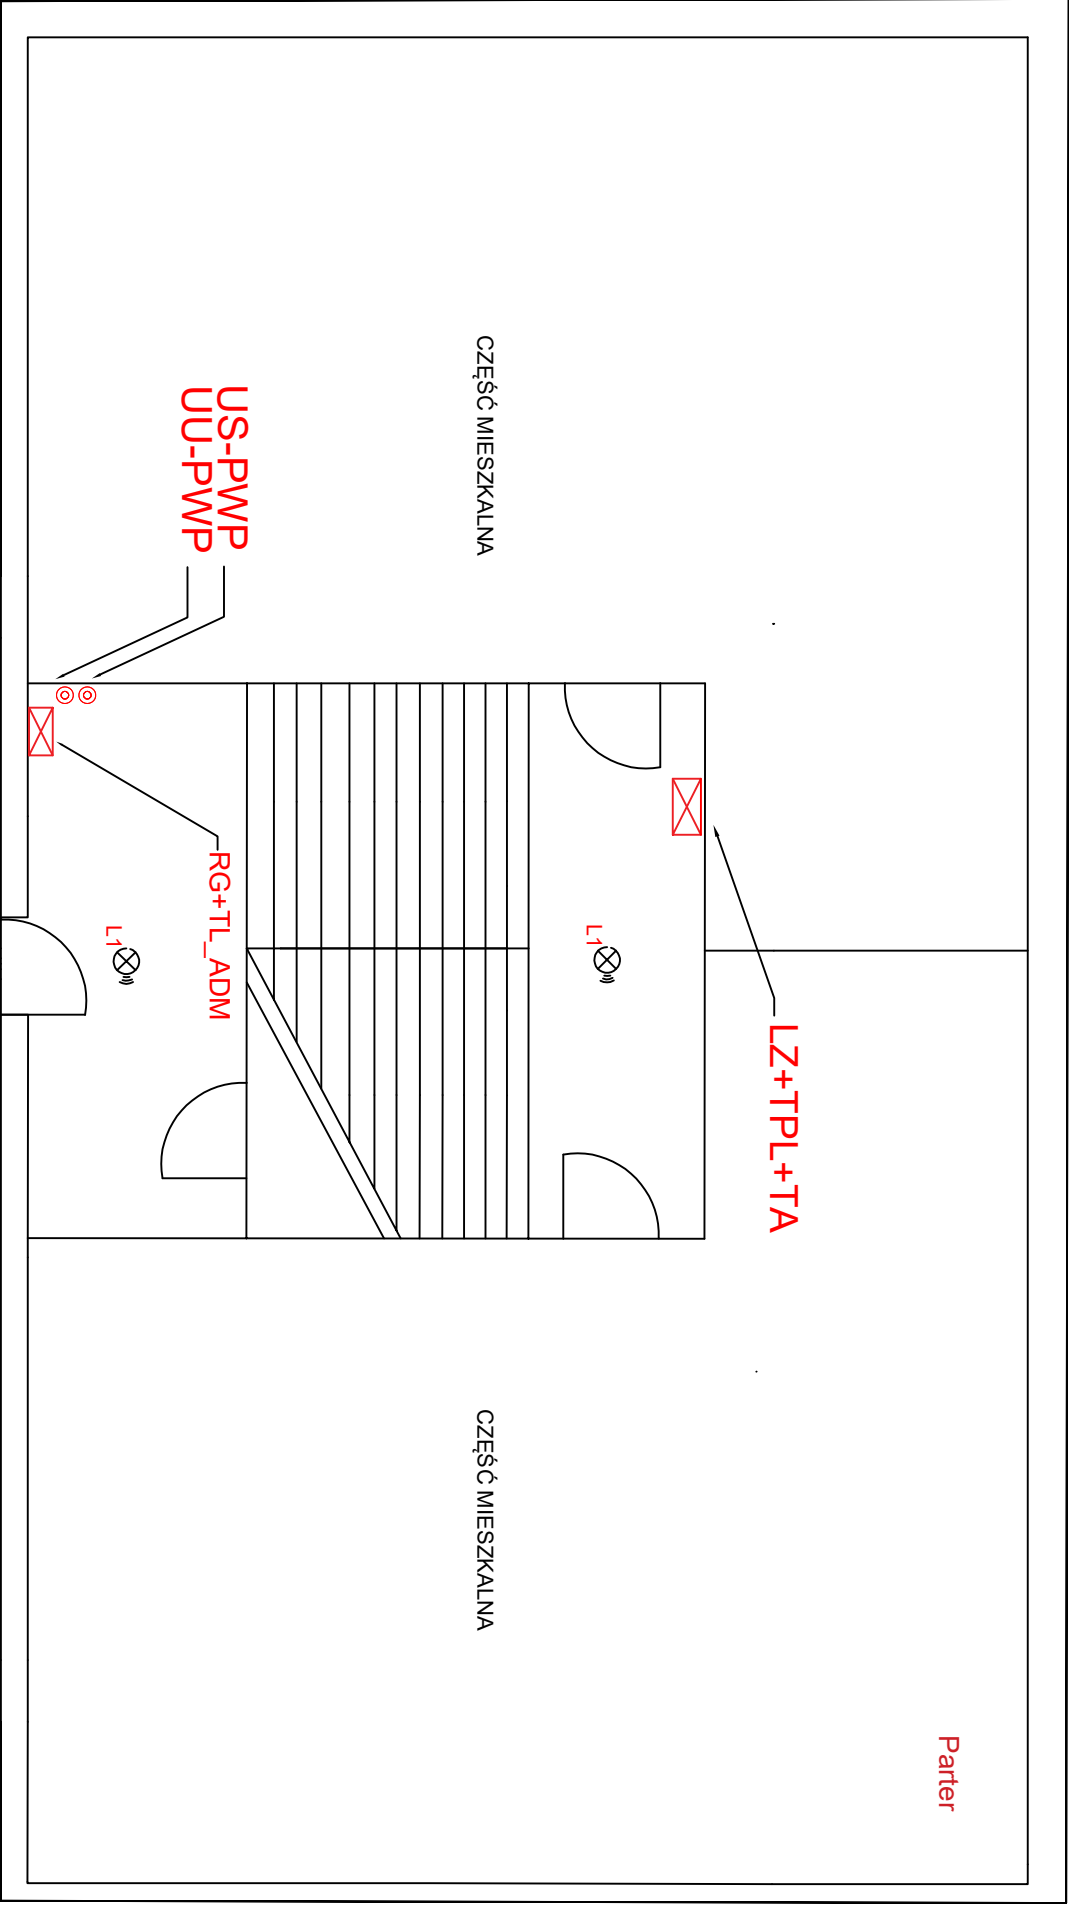 Parter
LZ+TPL+TA
CZĘŚĆ MIESZKALNA
CZĘŚĆ MIESZKALNA
L1
US-PWP
UU-PWP
RG+TL_ADM
L1